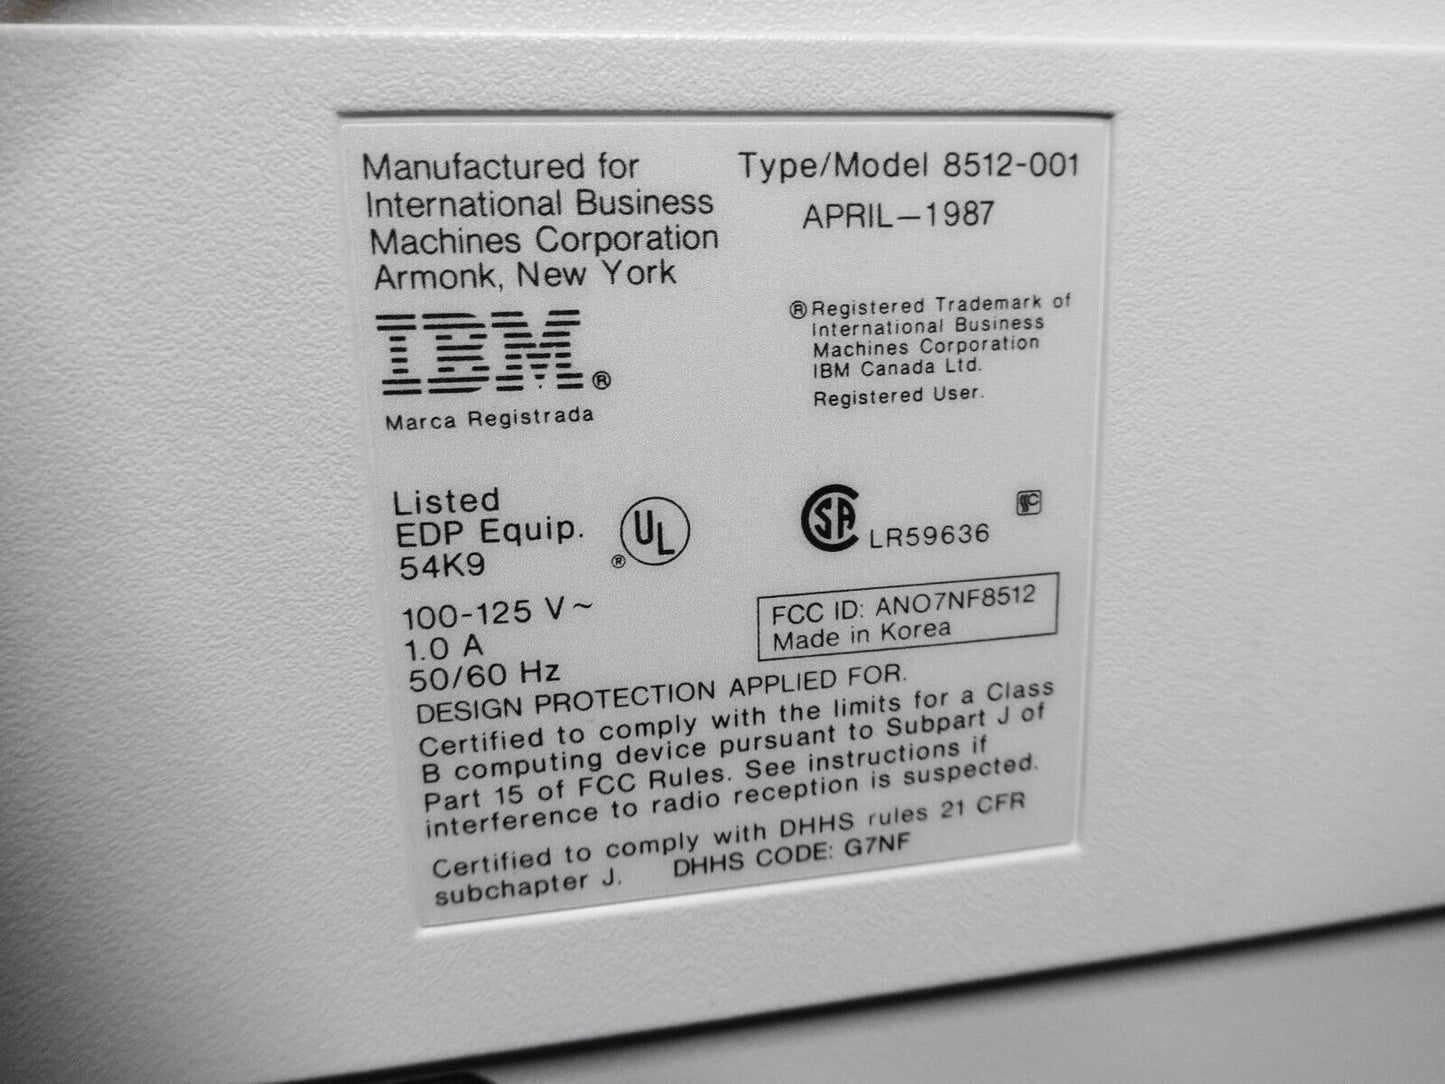 Manufactured for
International Business
Machines Corporation
Armonk, New York
IBM®
Marca Registrada
Type/Model 8512-001
APRIL—1987
®Registered Trademark of
International Business
Machines Corporation
IBM Canada Ltd.
Registered User.
Listed
EDP Equip.
54K9
UL®
SA LR59636
100-125 V~
1.0 A
50/60 Hz
FCC ID: ANO7NF8512
Made in Korea
DESIGN PROTECTION APPLIED FOR.
Certified to comply with the limits for a Class
B computing device pursuant to Subpart J of
Part 15 of FCC Rules. See instructions if
interference to radio reception is suspected.
Certified to comply with DHHS rules 21 CFR
subchapter J. DHHS CODE: G7NF